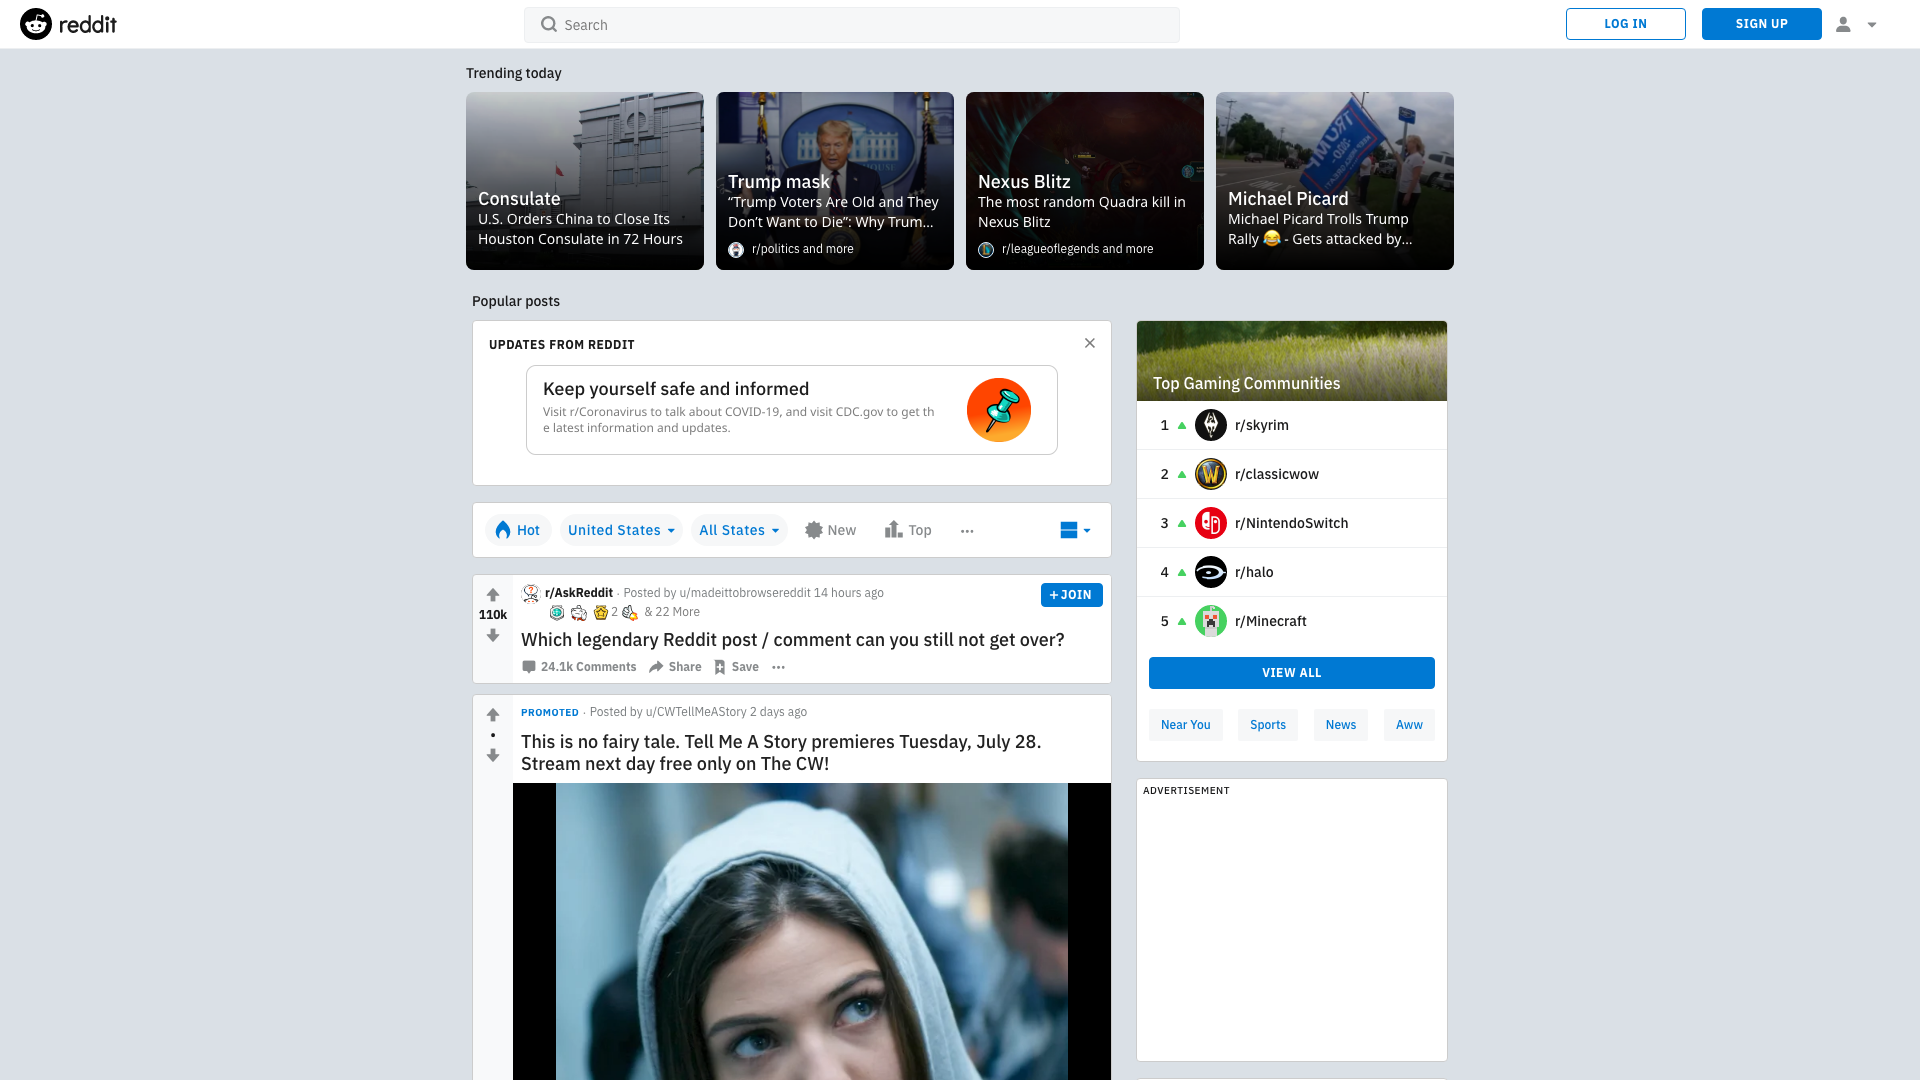 reddit
Search
LOG IN
SIGN UP
Trending today
Consulate
U.S. Orders China to Close Its
Houston Consulate in 72 Hours
Trump mask
“Trump Voters Are Old and They
Don’t Want to Die”: Why Trum...
r/politics and more
Nexus Blitz
The most random Quadra kill in
Nexus Blitz
r/leagueoflegends and more
Michael Picard
Michael Picard Trolls Trump
Rally 😂 - Gets attacked by...
Popular posts
UPDATES FROM REDDIT
Keep yourself safe and informed
Visit r/Coronavirus to talk about COVID-19, and visit CDC.gov to get th
e latest information and updates.
Hot
United States
All States
New
Top
110k
r/AskReddit · Posted by u/madeittobrowsereddit 14 hours ago
2 & 22 More
+ JOIN
Which legendary Reddit post / comment can you still not get over?
24.1k Comments
Share
Save
PROMOTED · Posted by u/CWTellMeAStory 2 days ago
This is no fairy tale. Tell Me A Story premieres Tuesday, July 28.
Stream next day free only on The CW!
Top Gaming Communities
1 r/skyrim
2 r/classicwow
3 r/NintendoSwitch
4 r/halo
5 r/Minecraft
VIEW ALL
Near You
Sports
News
Aww
ADVERTISEMENT